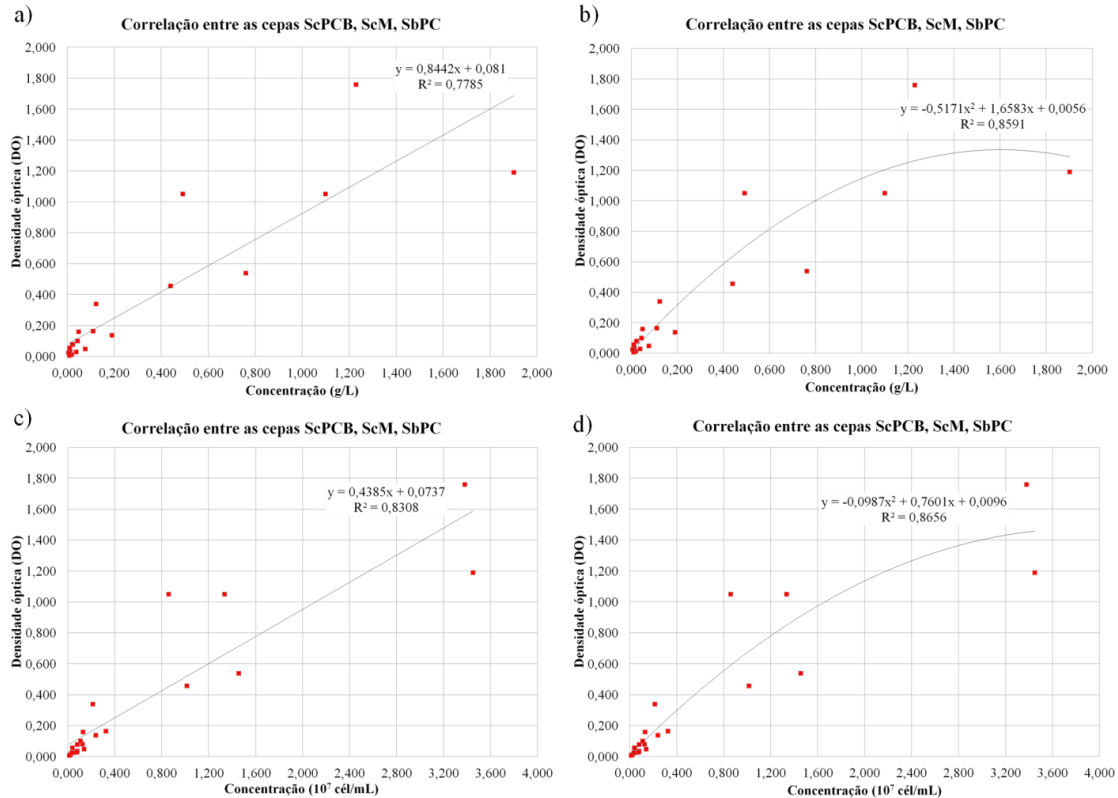 a)
Correlação entre as cepas ScPCB, ScM, SbPC
Densidade óptica (DO)
2,000
1,800
1,600
1,400
1,200
1,000
0,800
0,600
0,400
0,200
0,000
y = 0,8442x + 0,081
R² = 0,7785
0,000 0,200 0,400 0,600 0,800 1,000 1,200 1,400 1,600 1,800 2,000
Concentração (g/L)
b)
Correlação entre as cepas ScPCB, ScM, SbPC
Densidade óptica (DO)
2,000
1,800
1,600
1,400
1,200
1,000
0,800
0,600
0,400
0,200
0,000
y = -0,5171x² + 1,6583x + 0,0056
R² = 0,8591
0,000 0,200 0,400 0,600 0,800 1,000 1,200 1,400 1,600 1,800 2,000
Concentração (g/L)
c)
Correlação entre as cepas ScPCB, ScM, SbPC
Densidade óptica (DO)
2,000
1,800
1,600
1,400
1,200
1,000
0,800
0,600
0,400
0,200
0,000
y = 0,4385x + 0,0737
R² = 0,8308
0,000 0,400 0,800 1,200 1,600 2,000 2,400 2,800 3,200 3,600 4,000
Concentração (10⁷ cél/mL)
d)
Correlação entre as cepas ScPCB, ScM, SbPC
Densidade óptica (DO)
2,000
1,800
1,600
1,400
1,200
1,000
0,800
0,600
0,400
0,200
0,000
y = -0,0987x² + 0,7601x + 0,0096
R² = 0,8656
0,000 0,400 0,800 1,200 1,600 2,000 2,400 2,800 3,200 3,600 4,000
Concentração (10⁷ cél/mL)